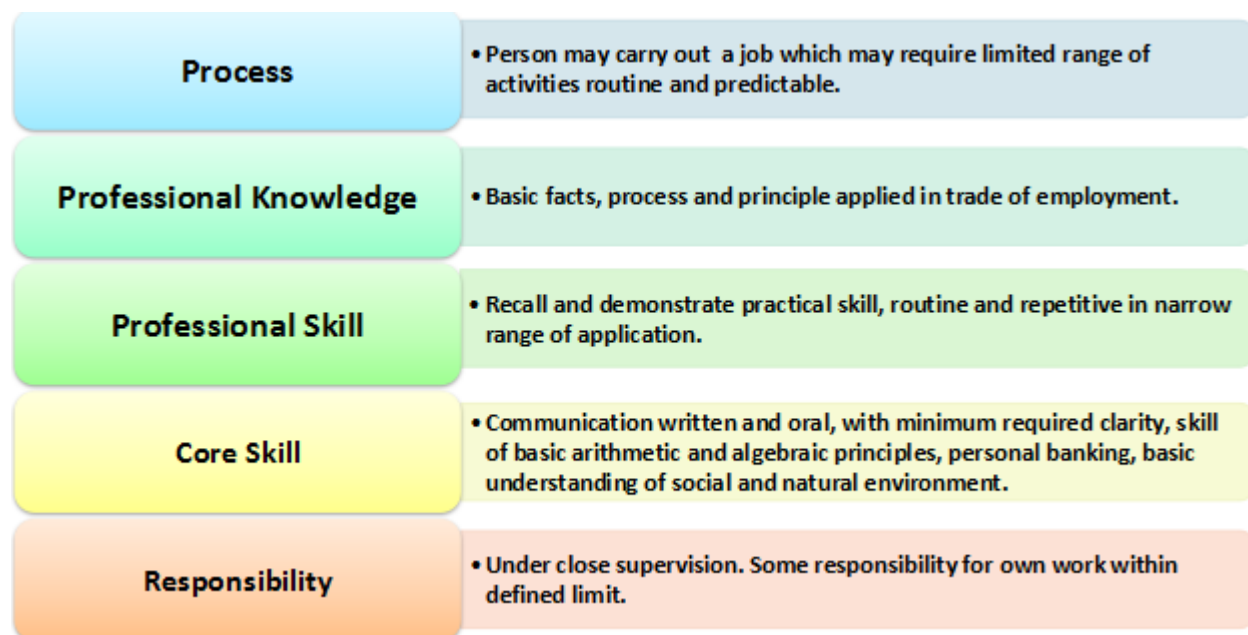 Process
• Person may carry out a job which may require limited range of
activities routine and predictable.
Professional Knowledge
• Basic facts, process and principle applied in trade of employment.
Professional Skill
• Recall and demonstrate practical skill, routine and repetitive in narrow
range of application.
Core Skill
• Communication written and oral, with minimum required clarity, skill
of basic arithmetic and algebraic principles, personal banking, basic
understanding of social and natural environment.
Responsibility
• Under close supervision. Some responsibility for own work within
defined limit.